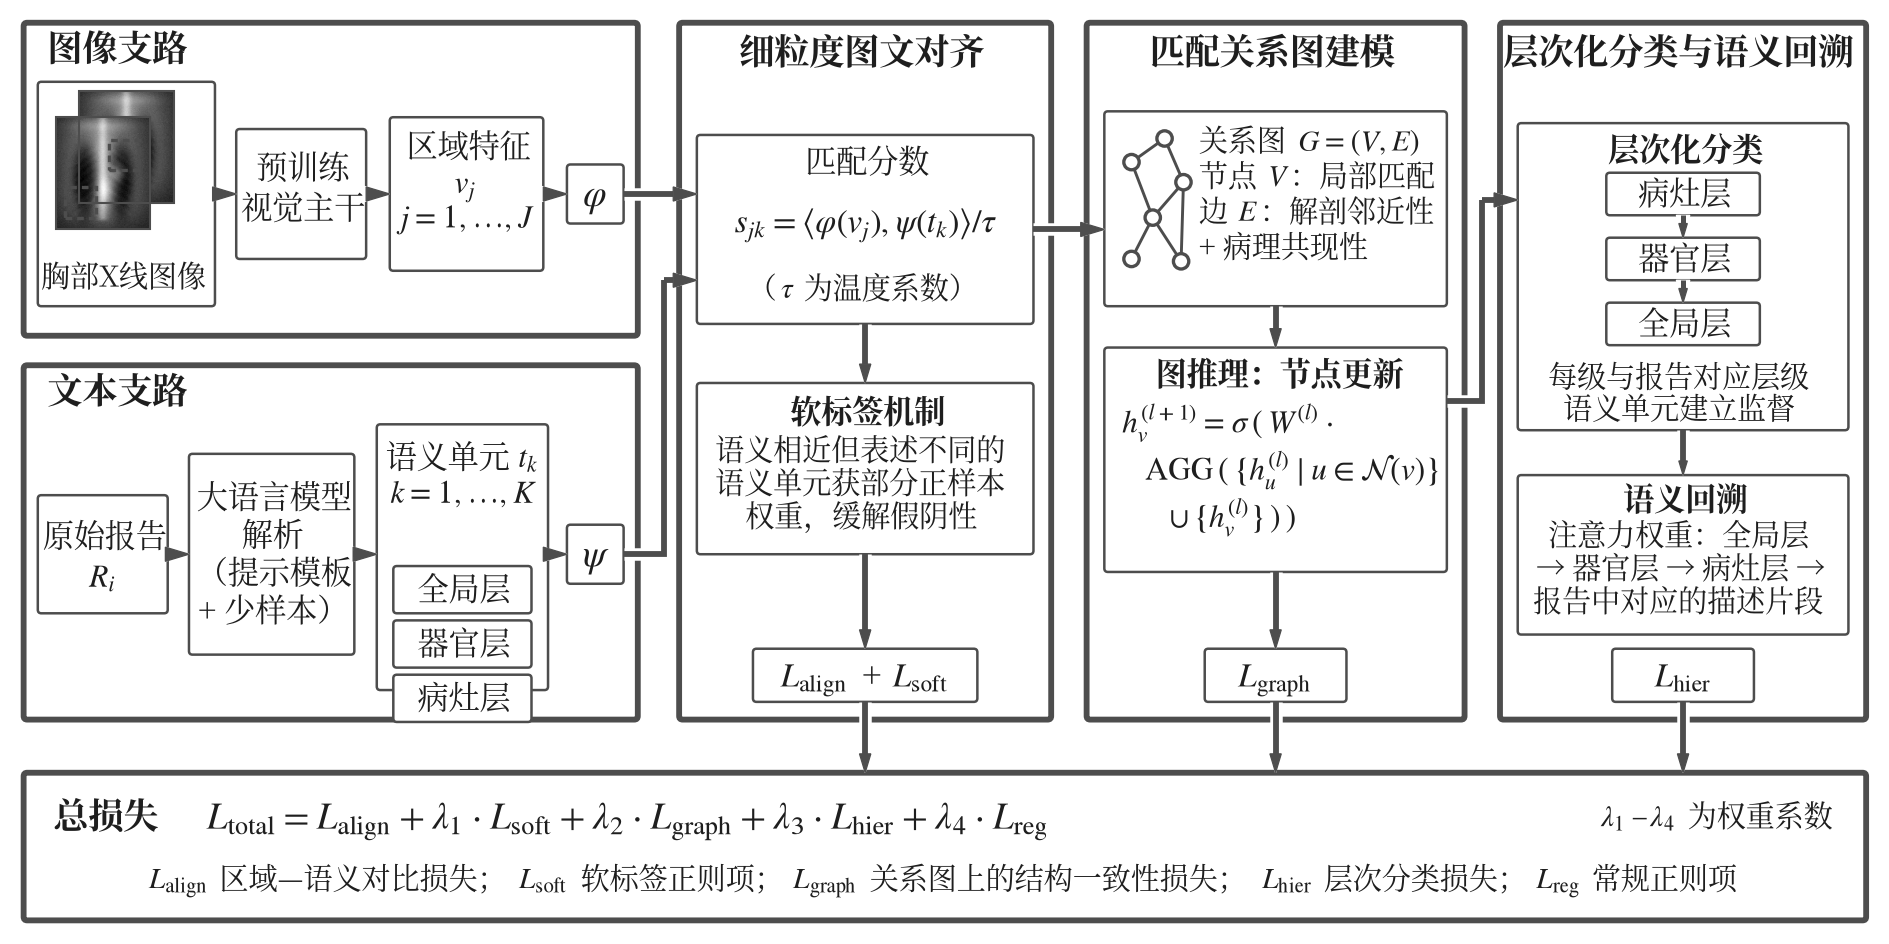 图像支路
胸部X线图像
预训练
视觉主干
区域特征
v_j
j = 1, …, J
φ
文本支路
原始报告
R_i
大语言模型
解析
（提示模板
+ 少样本）
语义单元 t_k
k = 1, …, K
全局层
器官层
病灶层
ψ
细粒度图文对齐
匹配分数
s_{jk} = ⟨φ(v_j), ψ(t_k)⟩/τ
（τ 为温度系数）
软标签机制
语义相近但表述不同的
语义单元获部分正样本
权重，缓解假阴性
L_align + L_soft
匹配关系图建模
关系图 G = (V, E)
节点 V：局部匹配
边 E：解剖邻近性
+ 病理共现性
图推理：节点更新
h_v^{(l + 1)} = σ( W^{(l)} ·
AGG( {h_u^{(l)} | u ∈ 𝒩(v)}
∪ {h_v^{(l)}} ) )
L_graph
层次化分类与语义回溯
层次化分类
病灶层
器官层
全局层
每级与报告对应层级
语义单元建立监督
语义回溯
注意力权重：全局层
→ 器官层 → 病灶层 →
报告中对应的描述片段
L_hier
总损失 L_total = L_align + λ_1 · L_soft + λ_2 · L_graph + λ_3 · L_hier + λ_4 · L_reg
λ_1 – λ_4 为权重系数
L_align 区域—语义对比损失； L_soft 软标签正则项； L_graph 关系图上的结构一致性损失； L_hier 层次分类损失； L_reg 常规正则项